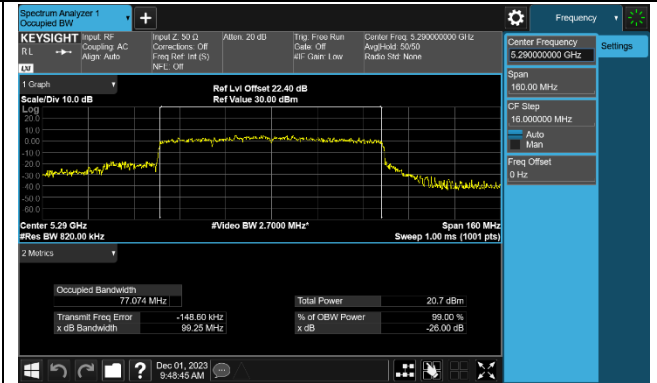 Spectrum Analyzer 1
Occupied BW
+
Frequency
KEYSIGHT
RL
LXI
Input: RF
Coupling: AC
Align: Auto
Input Z: 50 Ω
Corrections: Off
Freq Ref: Int (S)
NFE: Off
Atten: 20 dB
Trig: Free Run
Gate: Off
#IF Gain: Low
Center Freq: 5.290000000 GHz
Avg|Hold: 50/50
Radio Std: None
Center Frequency
5.290000000 GHz
Settings
Span
160.00 MHz
CF Step
16.000000 MHz
Auto
Man
Freq Offset
0 Hz
1 Graph
Scale/Div 10.0 dB
Ref Lvl Offset 22.40 dB
Ref Value 30.00 dBm
Log
20.0
10.0
0.00
-10.0
-20.0
-30.0
-40.0
-50.0
-60.0
Center 5.29 GHz
#Res BW 820.00 kHz
#Video BW 2.7000 MHz*
Span 160 MHz
Sweep 1.00 ms (1001 pts)
2 Metrics
Occupied Bandwidth
77.074 MHz
Total Power 20.7 dBm
Transmit Freq Error -148.60 kHz
% of OBW Power 99.00 %
x dB Bandwidth 99.25 MHz
x dB -26.00 dB
?
Dec 01, 2023
9:48:45 AM